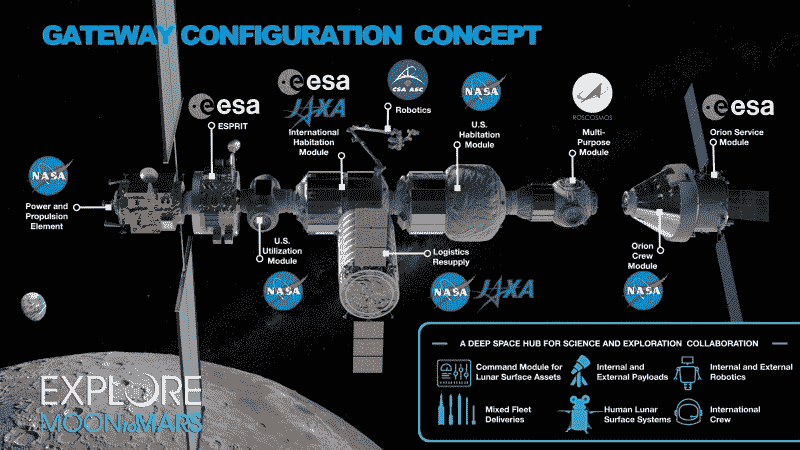 GATEWAY CONFIGURATION CONCEPT
esa
JAXA
International
Habitation
Module
CSA ASC
Robotics
NASA
U.S.
Habitation
Module
ROSCOSMOS
Multi-
Purpose
Module
esa
Orion Service
Module
esa
ESPRIT
NASA
Power and
Propulsion
Element
U.S.
Utilization
Module
NASA
Logistics
Resupply
NASA
JAXA
Orion
Crew
Module
NASA
A DEEP SPACE HUB FOR SCIENCE AND EXPLORATION COLLABORATION
Command Module for
Lunar Surface Assets
Internal and
External Payloads
Internal and External
Robotics
Mixed Fleet
Deliveries
Human Lunar
Surface Systems
International
Crew
EXPLORE
MOONtoMARS